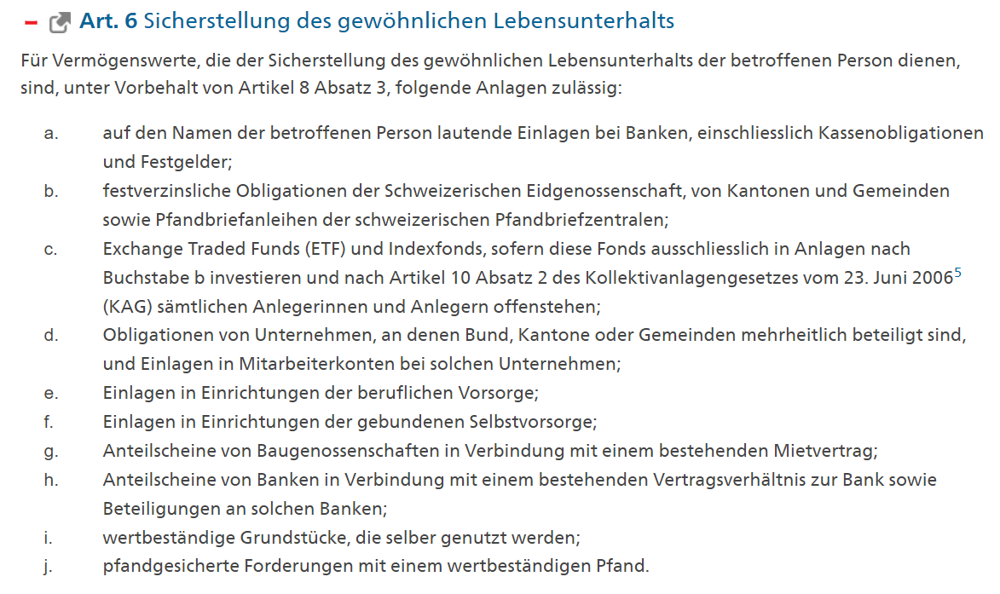 Art. 6 Sicherstellung des gewöhnlichen Lebensunterhalts
Für Vermögenswerte, die der Sicherstellung des gewöhnlichen Lebensunterhalts der betroffenen Person dienen,
sind, unter Vorbehalt von Artikel 8 Absatz 3, folgende Anlagen zulässig:
a. auf den Namen der betroffenen Person lautende Einlagen bei Banken, einschliesslich Kassenobligationen
und Festgelder;
b. festverzinsliche Obligationen der Schweizerischen Eidgenossenschaft, von Kantonen und Gemeinden
sowie Pfandbriefanleihen der schweizerischen Pfandbriefzentralen;
c. Exchange Traded Funds (ETF) und Indexfonds, sofern diese Fonds ausschliesslich in Anlagen nach
Buchstabe b investieren und nach Artikel 10 Absatz 2 des Kollektivanlagengesetzes vom 23. Juni 2006⁵
(KAG) sämtlichen Anlegerinnen und Anlegern offenstehen;
d. Obligationen von Unternehmen, an denen Bund, Kantone oder Gemeinden mehrheitlich beteiligt sind,
und Einlagen in Mitarbeiterkonten bei solchen Unternehmen;
e. Einlagen in Einrichtungen der beruflichen Vorsorge;
f. Einlagen in Einrichtungen der gebundenen Selbstvorsorge;
g. Anteilscheine von Baugenossenschaften in Verbindung mit einem bestehenden Mietvertrag;
h. Anteilscheine von Banken in Verbindung mit einem bestehenden Vertragsverhältnis zur Bank sowie
Beteiligungen an solchen Banken;
i. wertbeständige Grundstücke, die selber genutzt werden;
j. pfandgesicherte Forderungen mit einem wertbeständigen Pfand.